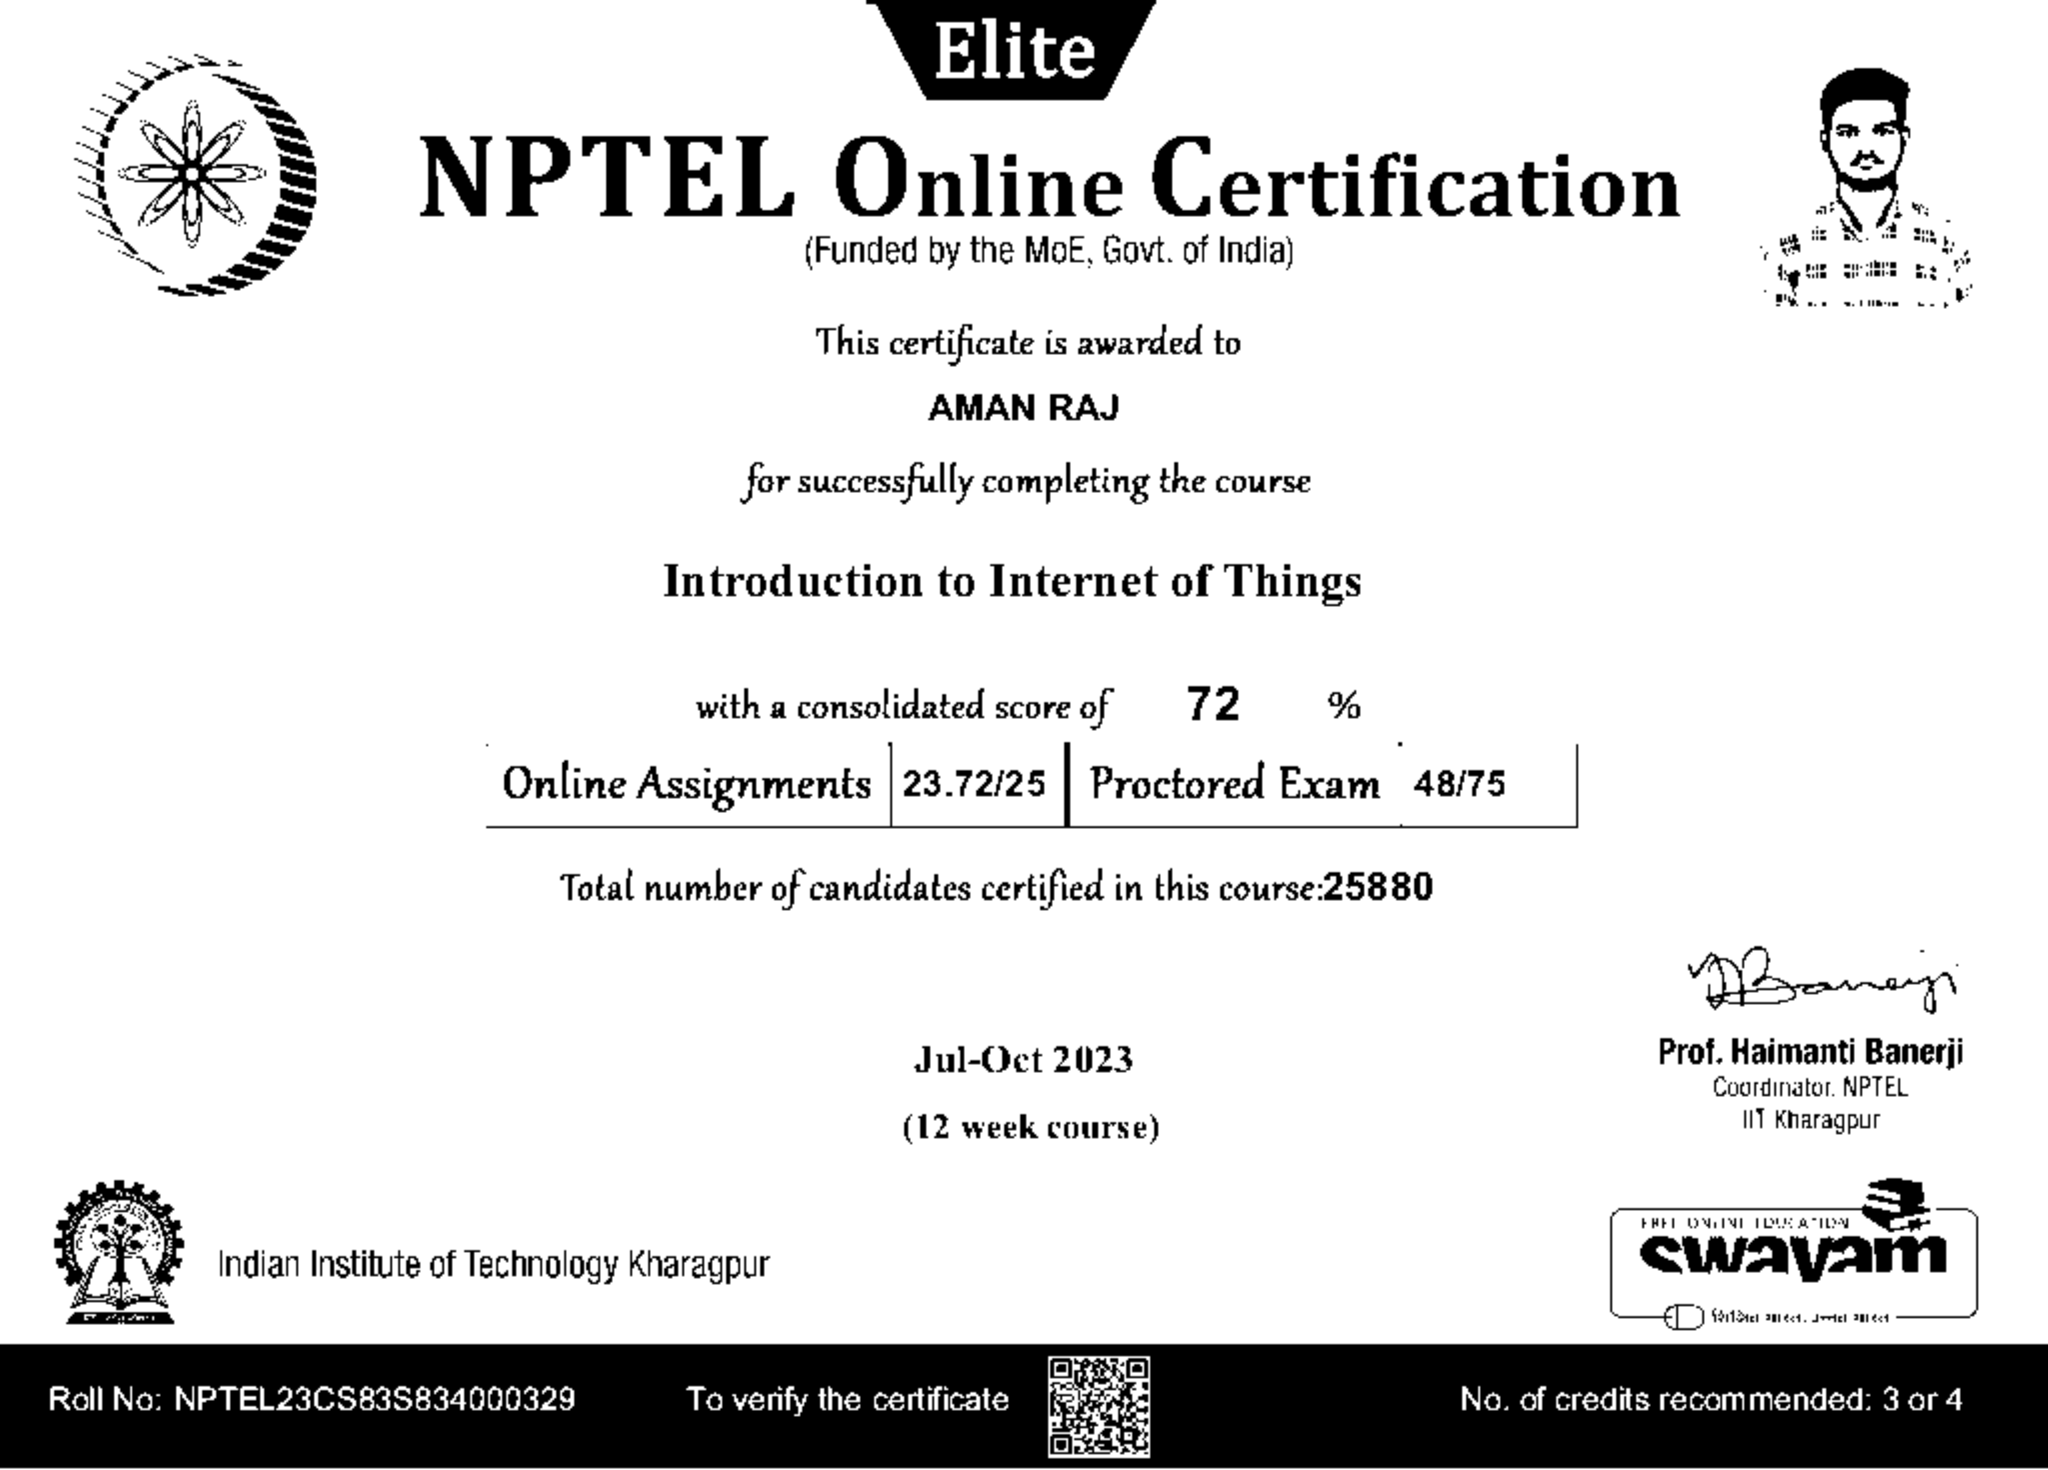 Elite
NPTEL Online Certification
(Funded by the MoE, Govt. of India)
This certificate is awarded to
AMAN RAJ
for successfully completing the course
Introduction to Internet of Things
with a consolidated score of 72 %
Online Assignments 23.72/25 Proctored Exam 48/75
Total number of candidates certified in this course:25880
Jul-Oct 2023
(12 week course)
Prof. Haimanti Banerji
Coordinator, NPTEL
IIT Kharagpur
Indian Institute of Technology Kharagpur
FREE ONLINE EDUCATION
swayam
Roll No: NPTEL23CS83S834000329 To verify the certificate No. of credits recommended: 3 or 4